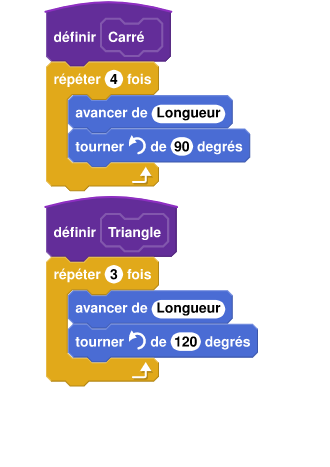 définir Carré
répéter 4 fois
avancer de Longueur
tourner de 90 degrés
définir Triangle
répéter 3 fois
avancer de Longueur
tourner de 120 degrés